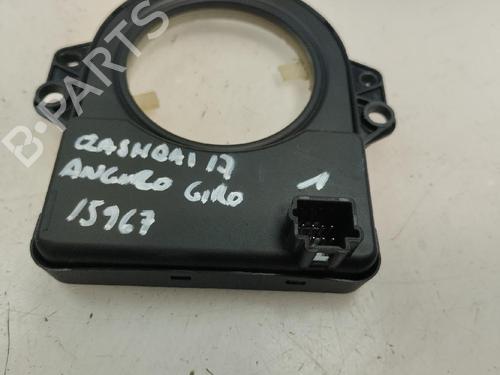 B-PARTS
QASHQAI 17
ANGULO GIRO
1
15967